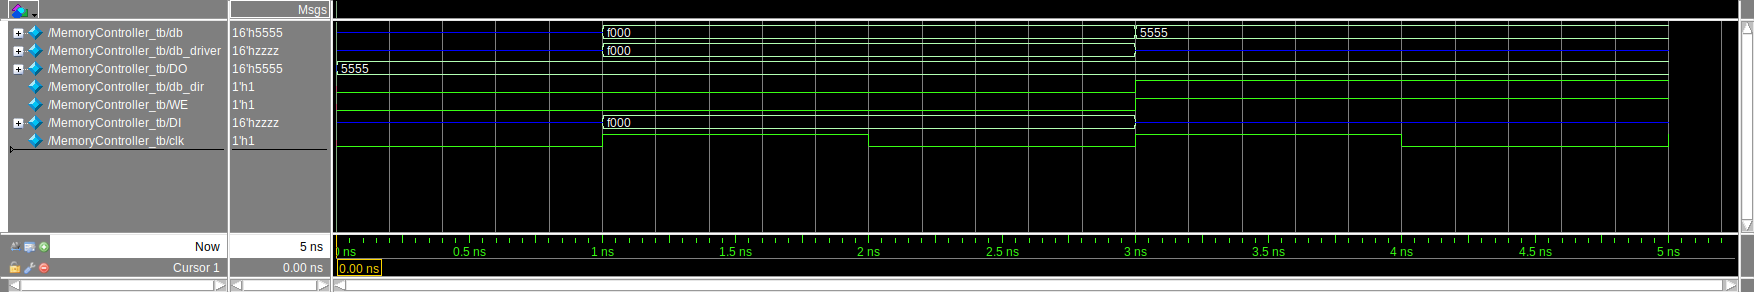 Msgs
/MemoryController_tb/db 16'h5555 f000 5555
/MemoryController_tb/db_driver 16'hzzzz f000
/MemoryController_tb/DO 16'h5555 5555
/MemoryController_tb/db_dir 1'h1
/MemoryController_tb/WE 1'h1
/MemoryController_tb/DI 16'hzzzz f000
/MemoryController_tb/clk 1'h1
Now 5 ns ns 0.5 ns 1 ns 1.5 ns 2 ns 2.5 ns 3 ns 3.5 ns 4 ns 4.5 ns 5 ns
Cursor 1 0.00 ns 0.00 ns